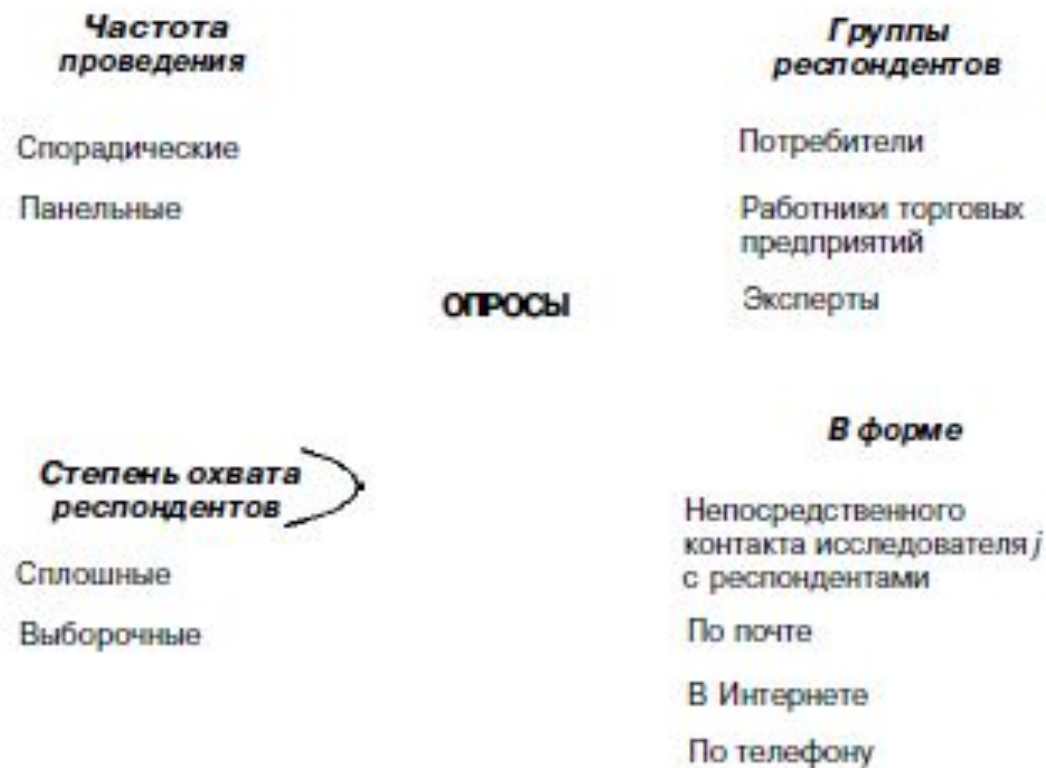 Частота
проведения
Спорадические
Панельные
Группы
респондентов
Потребители
Работники торговых
предприятий
Эксперты
ОПРОСЫ
Степень охвата
респондентов
Сплошные
Выборочные
В форме
Непосредственного
контакта исследователя j
с респондентами
По почте
В Интернете
По телефону